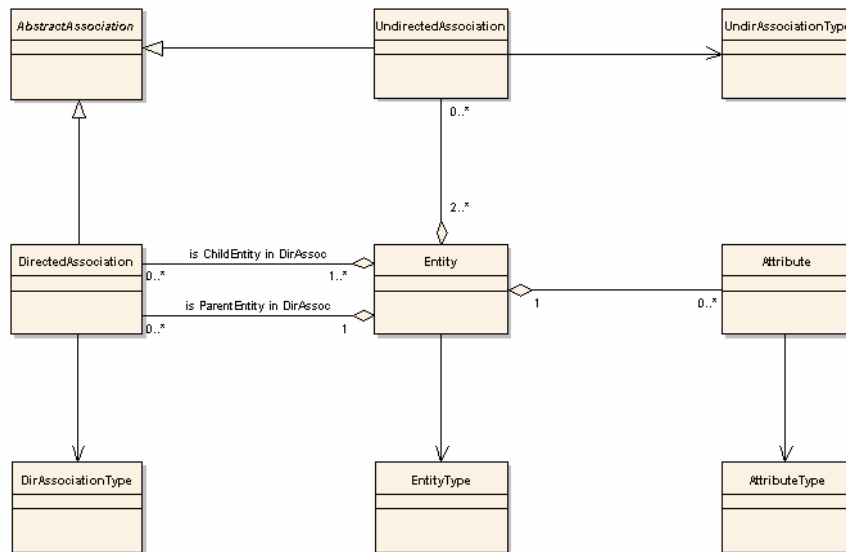 AbstractAssociation
UndirectedAssociation
UndirAssociationType
0..*
2..*
DirectedAssociation
is ChildEntity in DirAssoc
0..*
1..*
Entity
Attribute
is ParentEntity in DirAssoc
0..*
1
1
0..*
DirAssociationType
EntityType
AttributeType